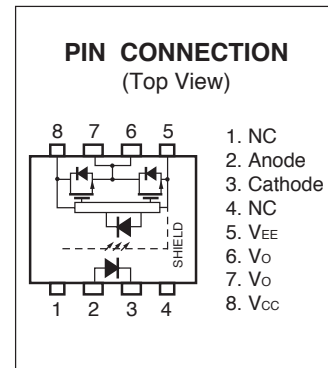 PIN CONNECTION
(Top View)
8 7 6 5
SHIELD
1 2 3 4
1. NC
2. Anode
3. Cathode
4. NC
5. VEE
6. VO
7. VO
8. VCC